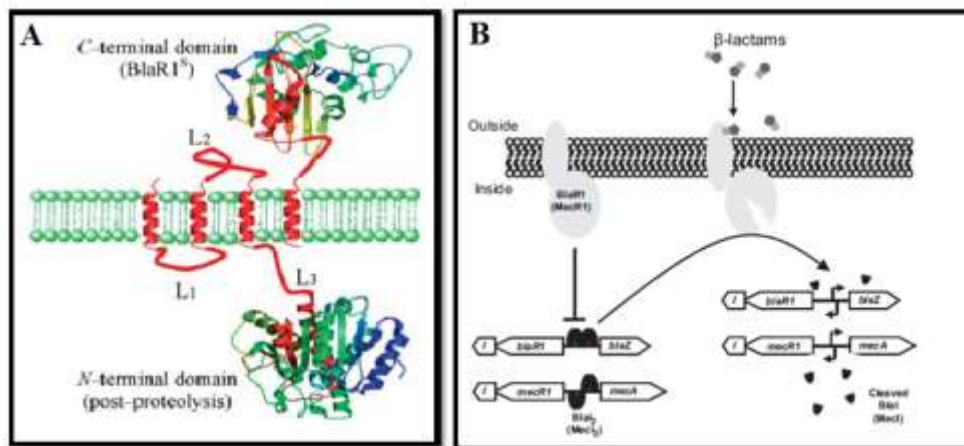 A
C-terminal domain
(BlaR1ˢ)
L2
L1
L3
N-terminal domain
(post-proteolysis)
B
β-lactams
Outside
Inside
BlaR1
(MecR1)
I blaR1 blaZ
I mecR1 mecA
BlaI2
(MecI2)
I blaR1 blaZ
I mecR1 mecA
Cleaved
BlaI
(MecI)